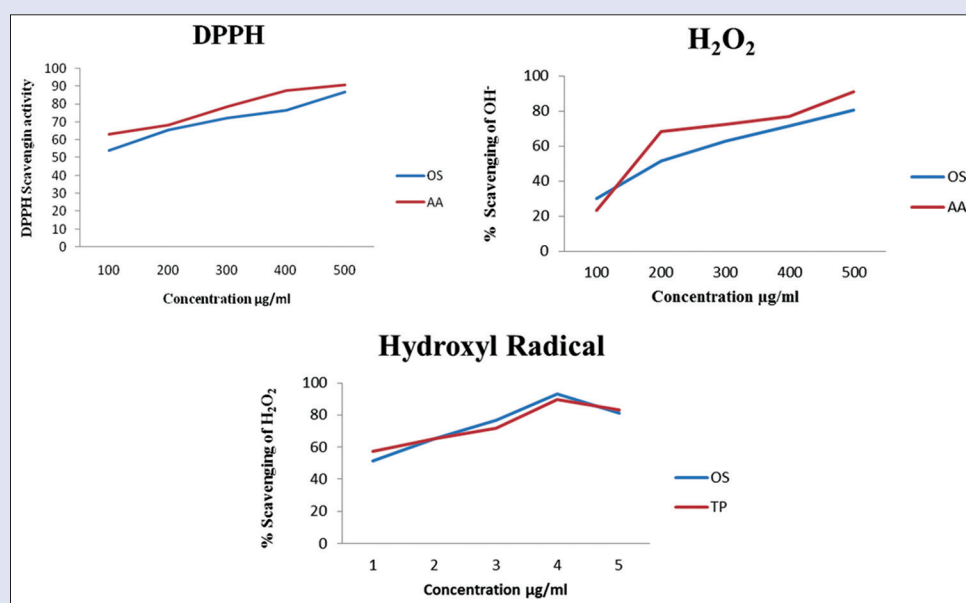 DPPH
100
90
80
70
60
50
40
30
20
10
0
DPPH Scavengin activity
100 200 300 400 500
Concentration µg/ml
OS
AA
H₂O₂
100
80
60
40
20
0
% Scavenging of OH-
100 200 300 400 500
Concentration µg/ml
OS
AA
Hydroxyl Radical
100
80
60
40
20
0
% Scavenging of H₂O₂
1 2 3 4 5
Concentration µg/ml
OS
TP